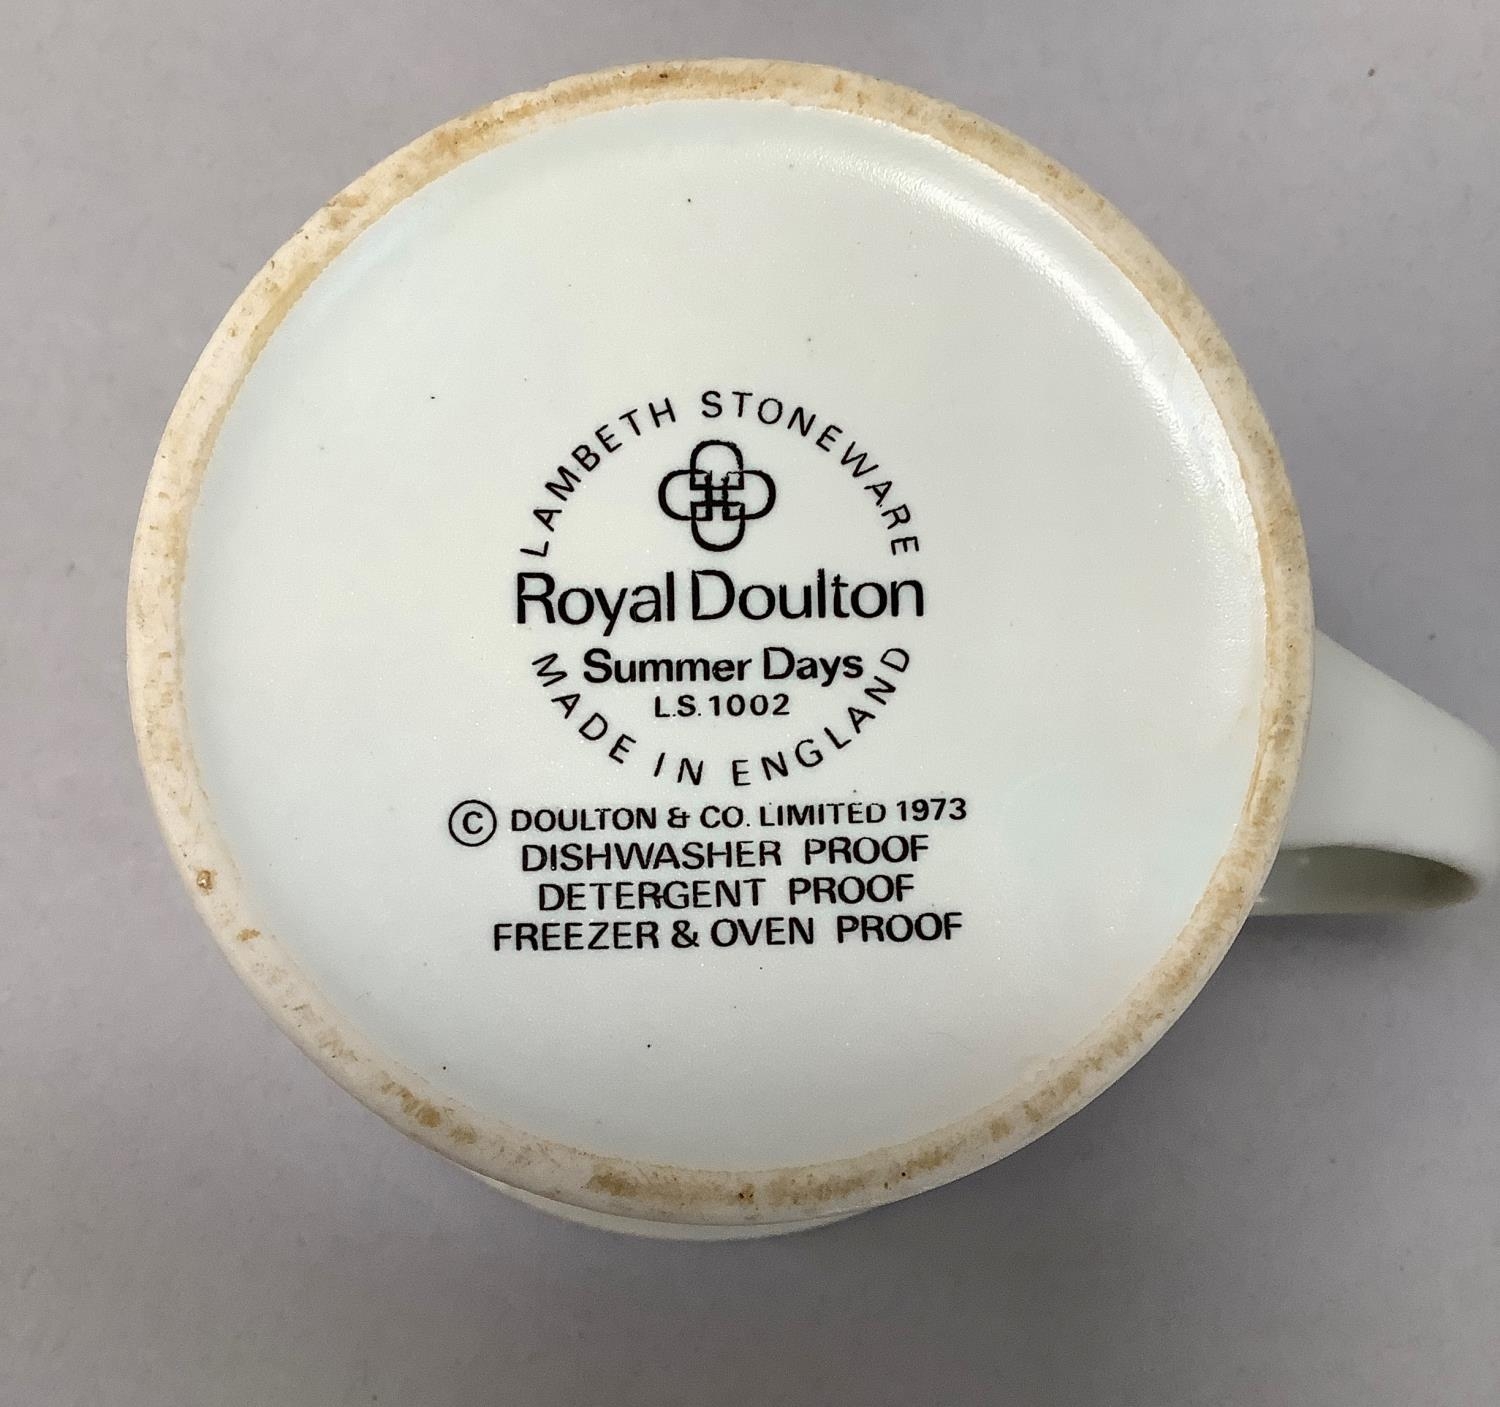 LAMBETH STONEWARE
Royal Doulton
Summer Days
L.S. 1002
MADE IN ENGLAND
© DOULTON & CO. LIMITED 1973
DISHWASHER PROOF
DETERGENT PROOF
FREEZER & OVEN PROOF